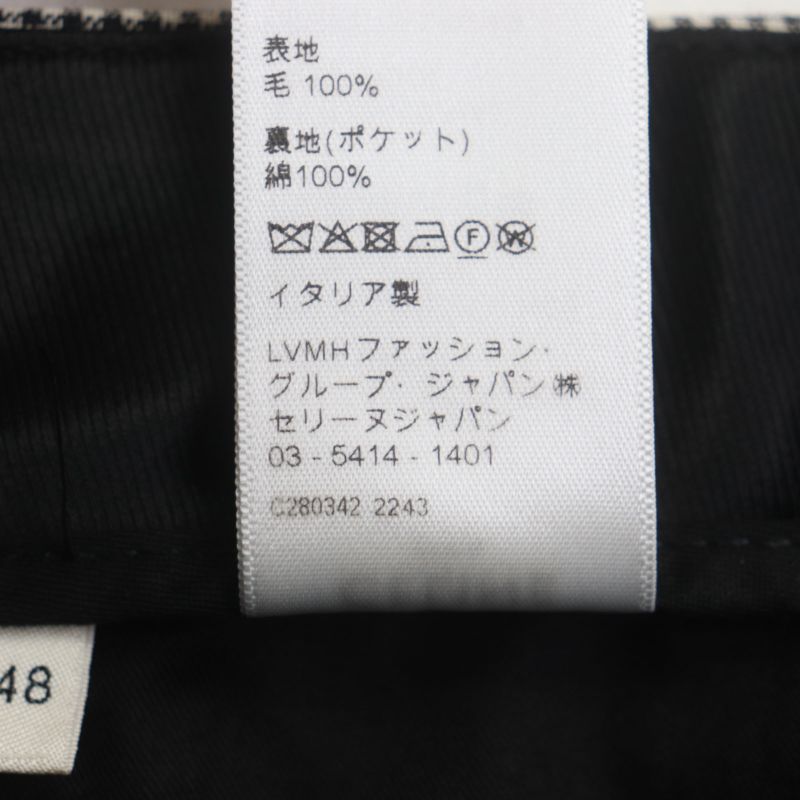 表地
毛 100%
裏地(ポケット)
綿100%
F W
イタリア製
LVMHファッション・
グループ・ ジャパン㈱
セリーヌジャパン
03 - 5414 - 1401
C280342 2243
48